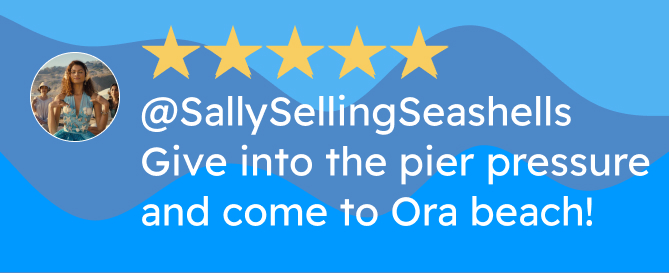 @SallySellingSeashells
Give into the pier pressure
and come to Ora beach!